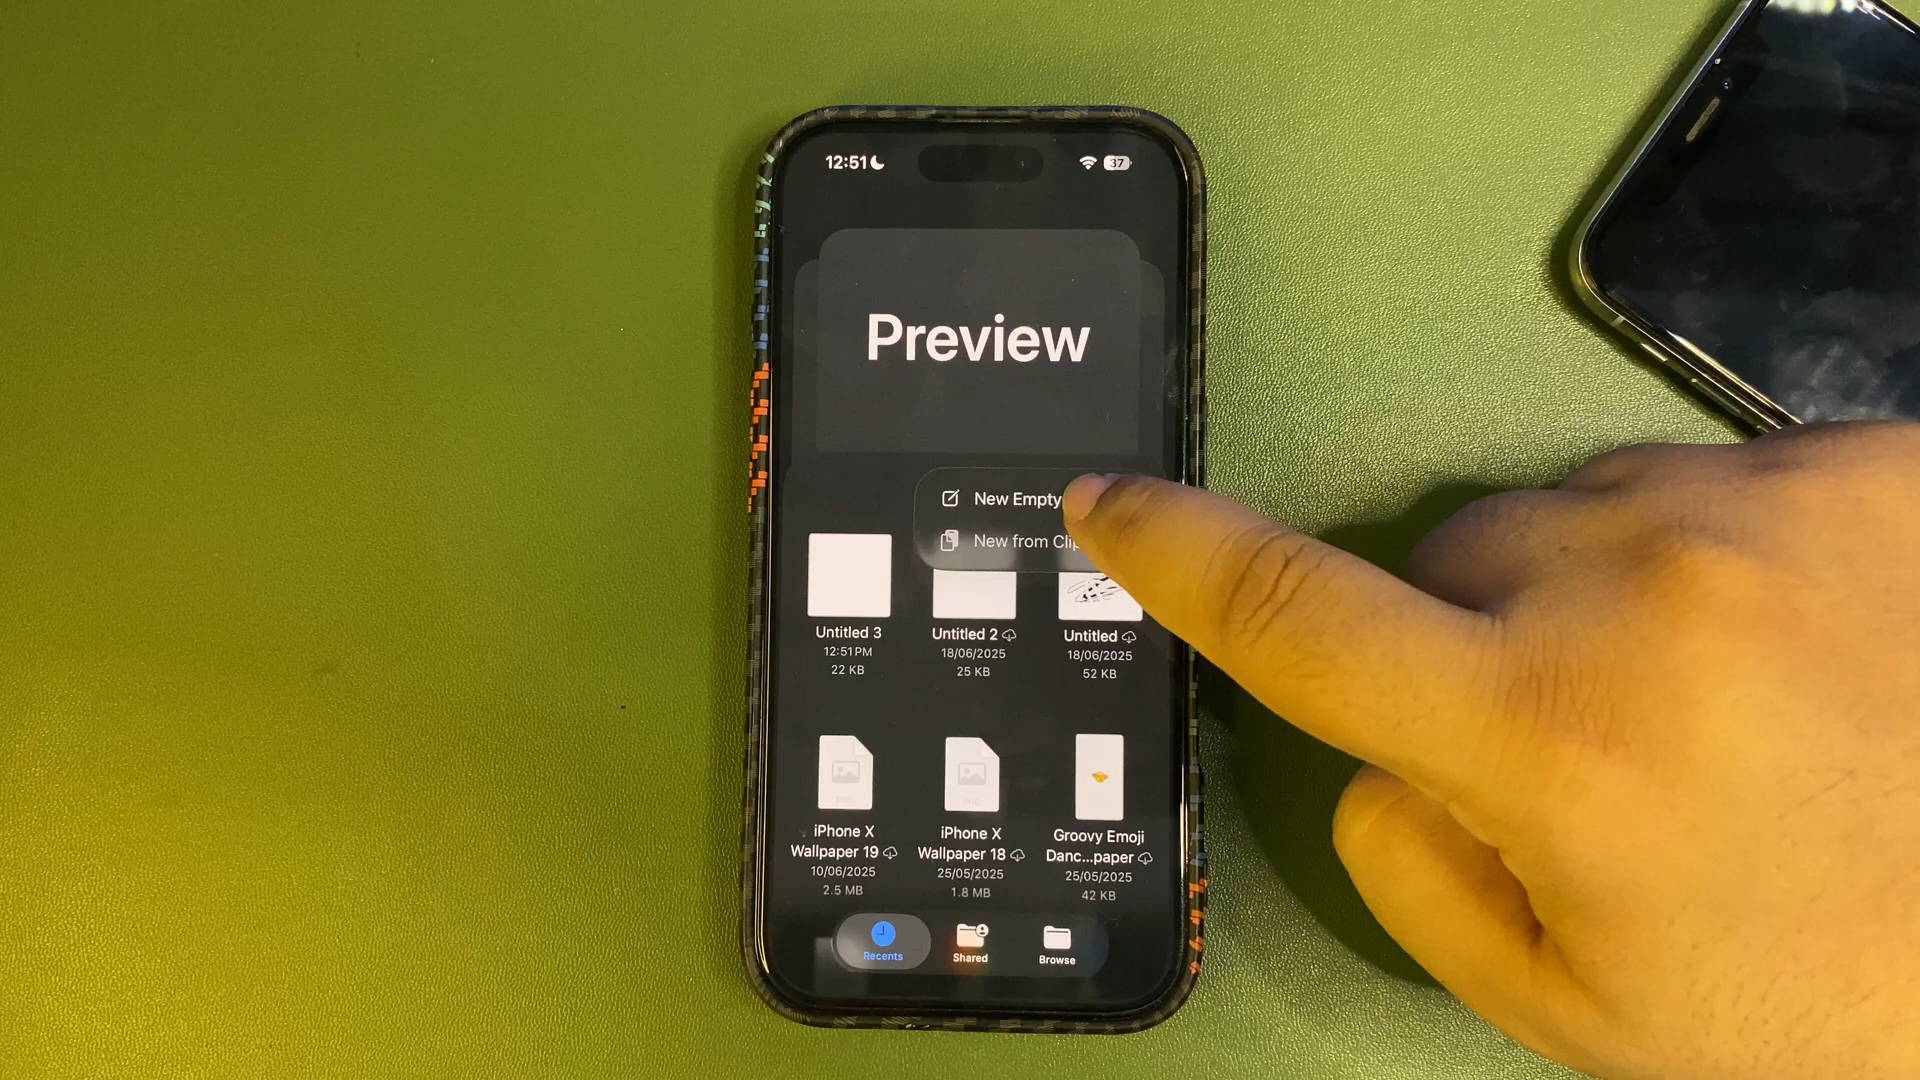 12:51
37
Preview
New Empty
New from
Untitled 3
12:51 PM
22 KB
Untitled 2
18/06/2025
25 KB
Untitled
18/06/2025
52 KB
iPhone X
Wallpaper 19
10/06/2025
2.5 MB
iPhone X
Wallpaper 18
25/05/2025
1.8 MB
Groovy Emoji
Danc...paper
25/05/2025
42 KB
Recents
Shared
Browse